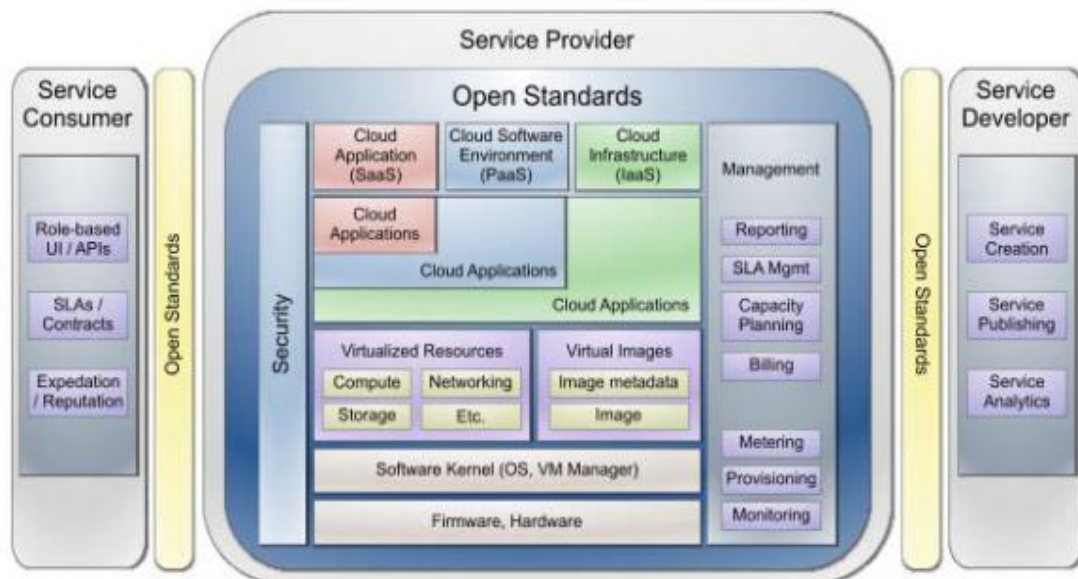 Service Provider
Service
Consumer
Role-based
UI / APIs
SLAs /
Contracts
Expedation
/ Reputation
Open Standards
Open Standards
Security
Cloud
Application
(SaaS)
Cloud Software
Environment
(PaaS)
Cloud
Infrastructure
(IaaS)
Cloud
Applications
Cloud Applications
Cloud Applications
Virtualized Resources
Compute
Networking
Storage
Etc.
Virtual Images
Image metadata
Image
Software Kernel (OS, VM Manager)
Firmware, Hardware
Management
Reporting
SLA Mgmt
Capacity
Planning
Billing
Metering
Provisioning
Monitoring
Open Standards
Service
Developer
Service
Creation
Service
Publishing
Service
Analytics